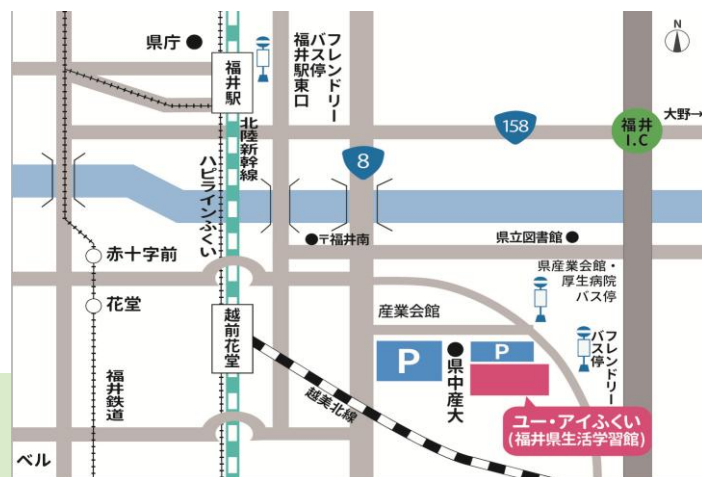 県庁
福井駅
フレンドリー
バス停
福井駅東口
N
大野→
158
福井
I.C
8
北陸新幹線
ハピラインふくい
〒福井南
県立図書館
赤十字前
県産業会館・
厚生病院
バス停
花堂
越前花堂
産業会館
フレンドリー
バス停
P
県中産大
P
福井鉄道
越美北線
ユー・アイふくい
(福井県生活学習館)
ベル